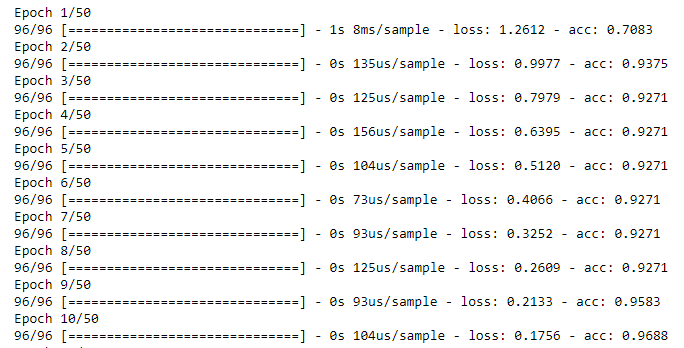 Epoch 1/50
96/96 [==============================] - 1s 8ms/sample - loss: 1.2612 - acc: 0.7083
Epoch 2/50
96/96 [==============================] - 0s 135us/sample - loss: 0.9977 - acc: 0.9375
Epoch 3/50
96/96 [==============================] - 0s 125us/sample - loss: 0.7979 - acc: 0.9271
Epoch 4/50
96/96 [==============================] - 0s 156us/sample - loss: 0.6395 - acc: 0.9271
Epoch 5/50
96/96 [==============================] - 0s 104us/sample - loss: 0.5120 - acc: 0.9271
Epoch 6/50
96/96 [==============================] - 0s 73us/sample - loss: 0.4066 - acc: 0.9271
Epoch 7/50
96/96 [==============================] - 0s 93us/sample - loss: 0.3252 - acc: 0.9271
Epoch 8/50
96/96 [==============================] - 0s 125us/sample - loss: 0.2609 - acc: 0.9271
Epoch 9/50
96/96 [==============================] - 0s 93us/sample - loss: 0.2133 - acc: 0.9583
Epoch 10/50
96/96 [==============================] - 0s 104us/sample - loss: 0.1756 - acc: 0.9688